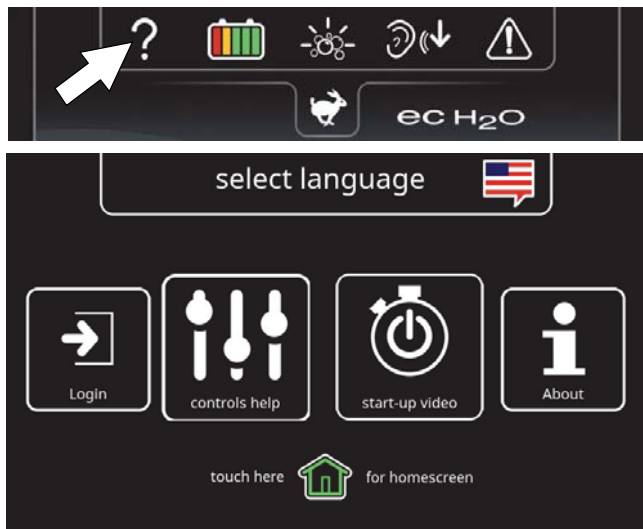 ?
ec H2O
select language
Login
controls help
start-up video
About
touch here for homescreen